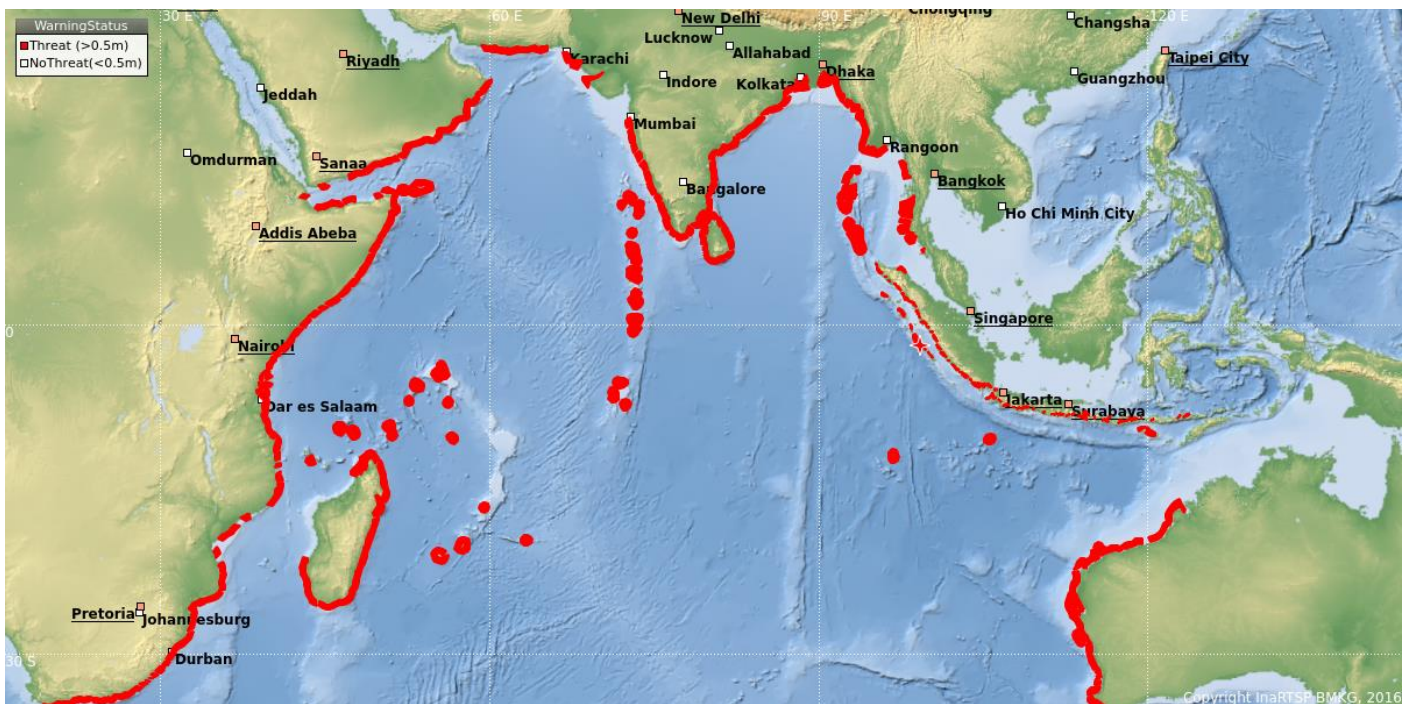 WarningStatus
Threat (>0.5m)
NoThreat(<0.5m)
30 E
60 E
90 E
120 E
New Delhi
Chongqing
Changsha
Lucknow
Allahabad
Karachi
Riyadh
Taipei City
Indore
Kolkata
Dhaka
Guangzhou
Jeddah
Mumbai
Omdurman
Sanaa
Rangoon
Bangalore
Bangkok
Ho Chi Minh City
Addis Abeba
0
Singapore
Nairobi
Dar es Salaam
Jakarta
Surabaya
Pretoria
Johannesburg
30 S
Durban
Copyright InaRTSP-BMKG, 2016